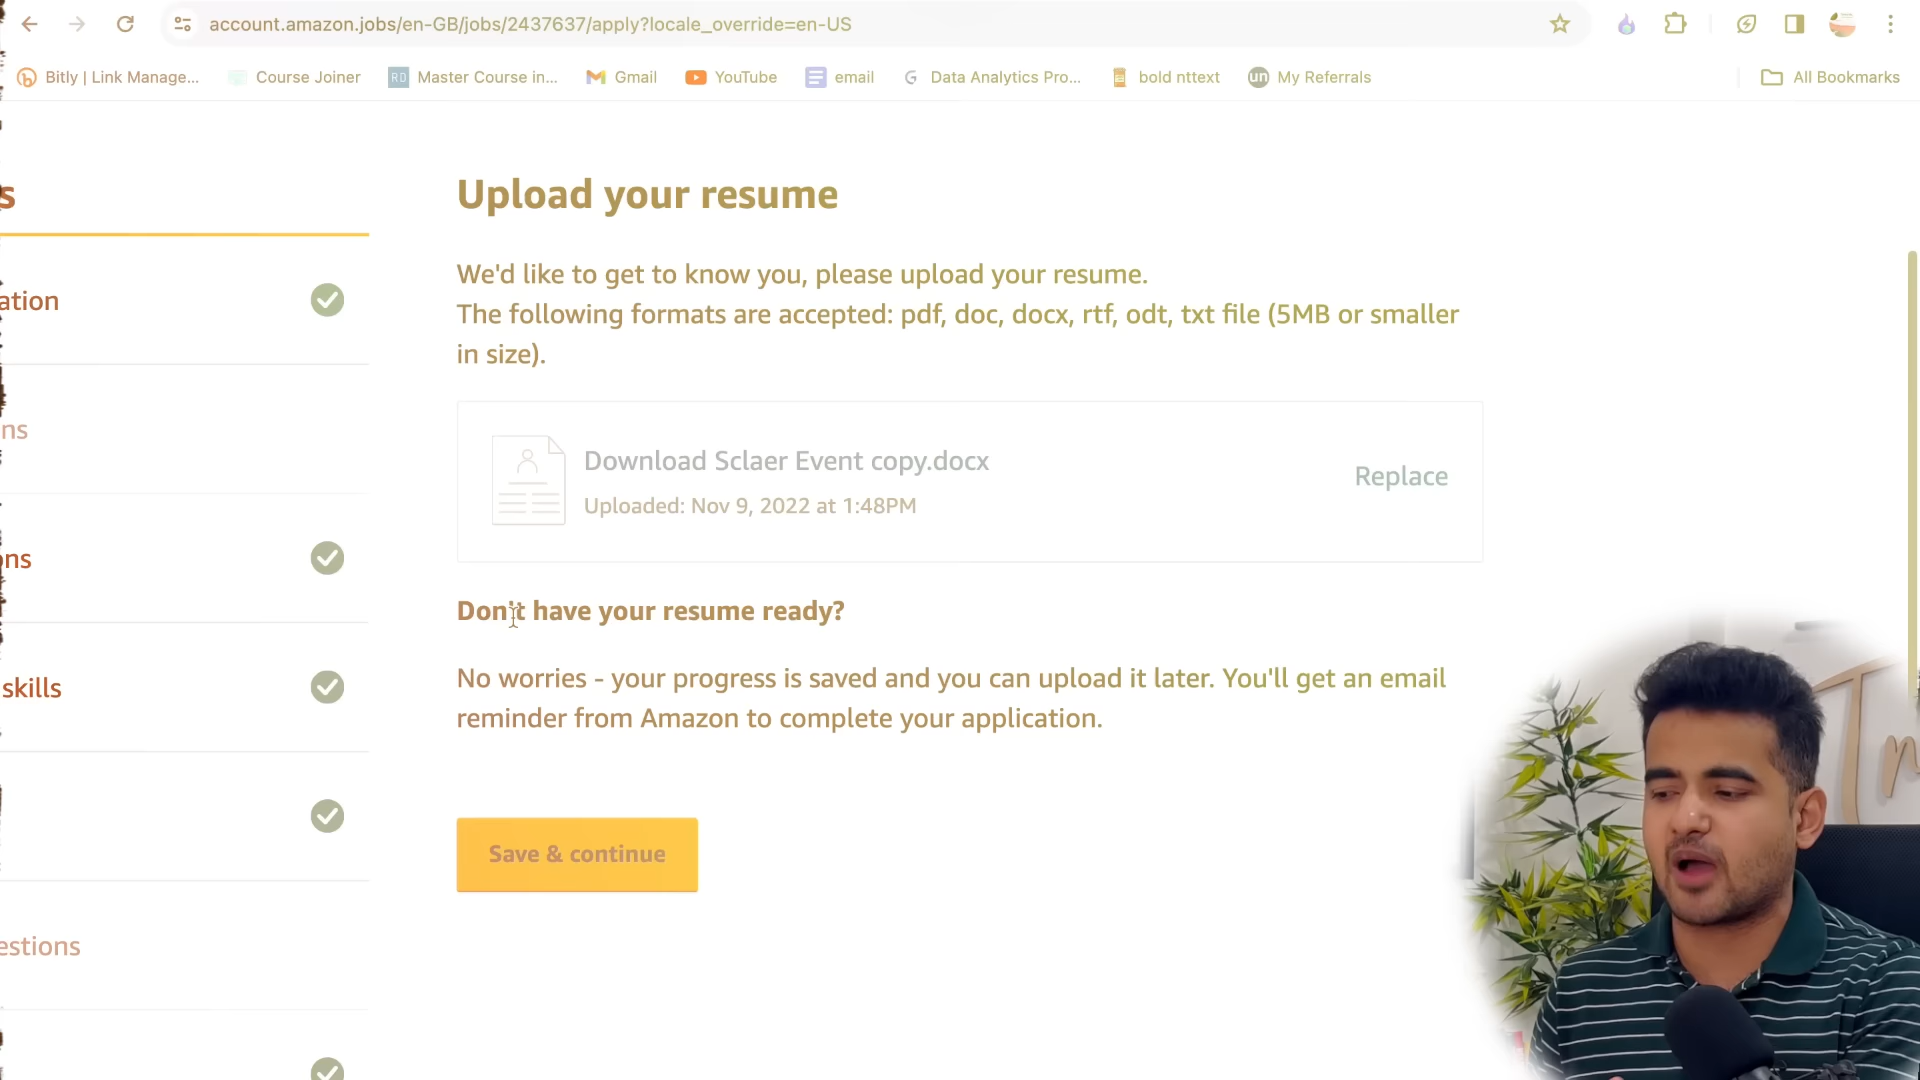 account.amazon.jobs/en-GB/jobs/2437637/apply?locale_override=en-US
Bitly | Link Manage... Course Joiner RD Master Course in... Gmail YouTube email Data Analytics Pro... bold nttext un My Referrals All Bookmarks
s
ation
ns
ons
skills
estions
Upload your resume
We'd like to get to know you, please upload your resume.
The following formats are accepted: pdf, doc, docx, rtf, odt, txt file (5MB or smaller
in size).
Download Sclaer Event copy.docx
Uploaded: Nov 9, 2022 at 1:48PM
Replace
Don't have your resume ready?
No worries - your progress is saved and you can upload it later. You'll get an email
reminder from Amazon to complete your application.
Save & continue